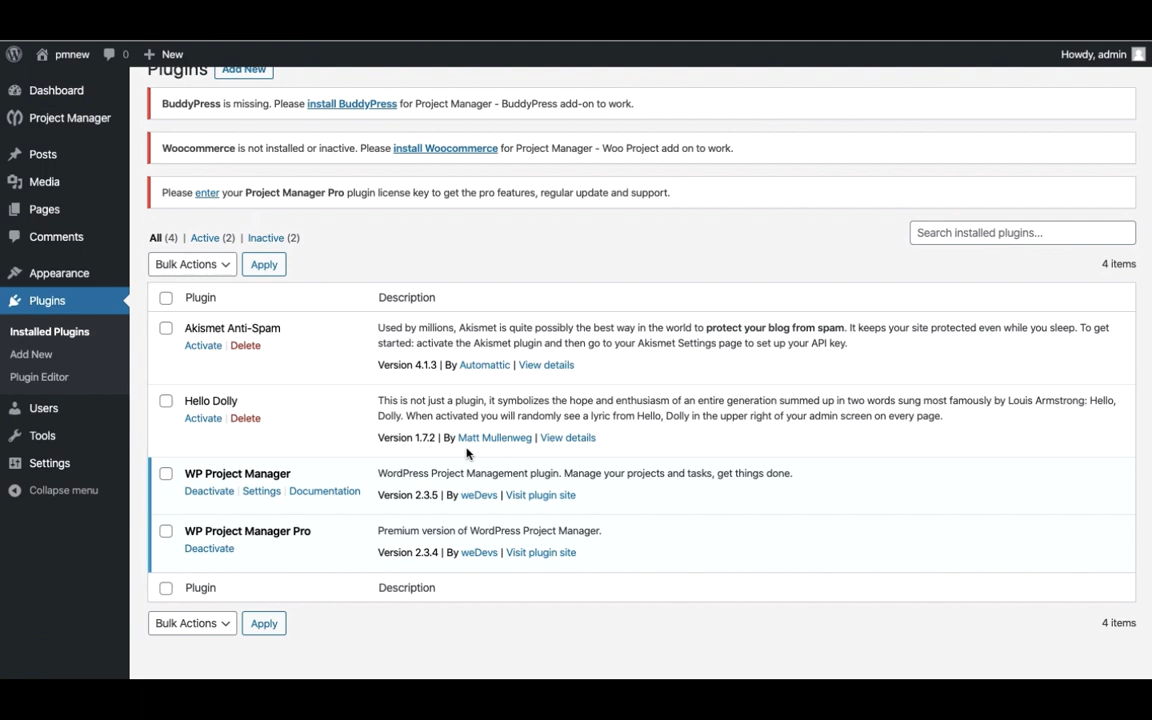 pmnew 0 New Howdy, admin
Dashboard
Project Manager
Posts
Media
Pages
Comments
Appearance
Plugins
Installed Plugins
Add New
Plugin Editor
Users
Tools
Settings
Collapse menu
Plugins Add New
BuddyPress is missing. Please install BuddyPress for Project Manager - BuddyPress add-on to work.
Woocommerce is not installed or inactive. Please install Woocommerce for Project Manager - Woo Project add on to work.
Please enter your Project Manager Pro plugin license key to get the pro features, regular update and support.
All (4) | Active (2) | Inactive (2)
Search installed plugins...
Bulk Actions Apply 4 items
Plugin Description
Akismet Anti-Spam
Activate | Delete
Used by millions, Akismet is quite possibly the best way in the world to protect your blog from spam. It keeps your site protected even while you sleep. To get
started: activate the Akismet plugin and then go to your Akismet Settings page to set up your API key.
Version 4.1.3 | By Automattic | View details
Hello Dolly
Activate | Delete
This is not just a plugin, it symbolizes the hope and enthusiasm of an entire generation summed up in two words sung most famously by Louis Armstrong: Hello,
Dolly. When activated you will randomly see a lyric from Hello, Dolly in the upper right of your admin screen on every page.
Version 1.7.2 | By Matt Mullenweg | View details
WP Project Manager
Deactivate | Settings | Documentation
WordPress Project Management plugin. Manage your projects and tasks, get things done.
Version 2.3.5 | By weDevs | Visit plugin site
WP Project Manager Pro
Deactivate
Premium version of WordPress Project Manager.
Version 2.3.4 | By weDevs | Visit plugin site
Plugin Description
Bulk Actions Apply 4 items